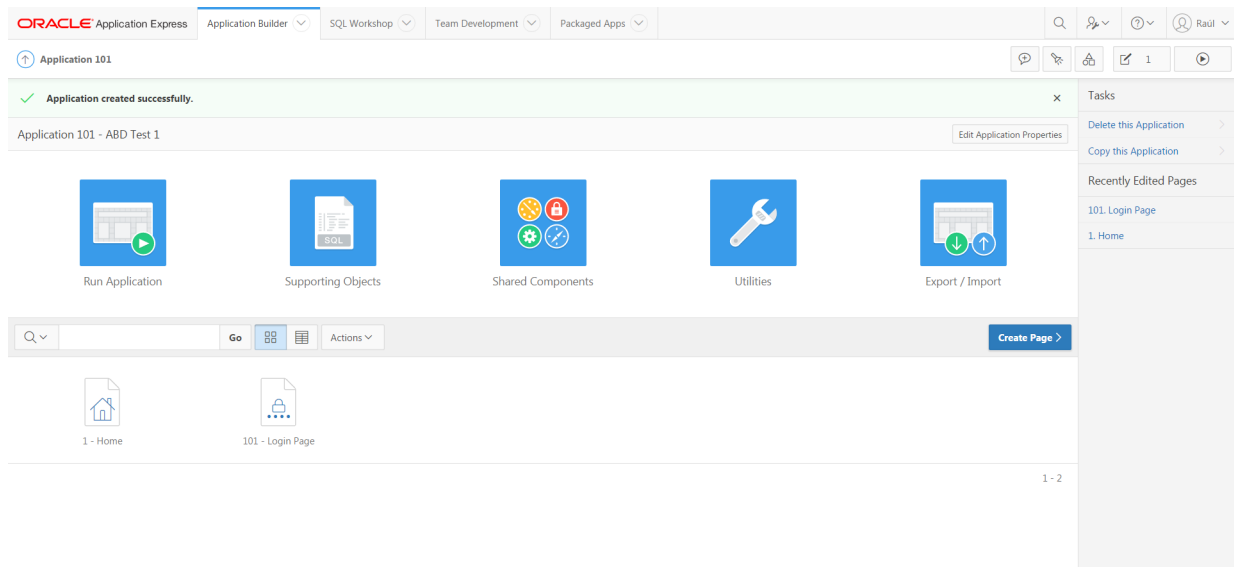 ORACLE Application Express Application Builder SQL Workshop Team Development Packaged Apps Raúl
Application 101 1
Application created successfully.
Application 101 - ABD Test 1 Edit Application Properties
SQL
Run Application Supporting Objects Shared Components Utilities Export / Import
Go Actions Create Page >
1 - Home 101 - Login Page
1 - 2
Tasks
Delete this Application
Copy this Application
Recently Edited Pages
101. Login Page
1. Home